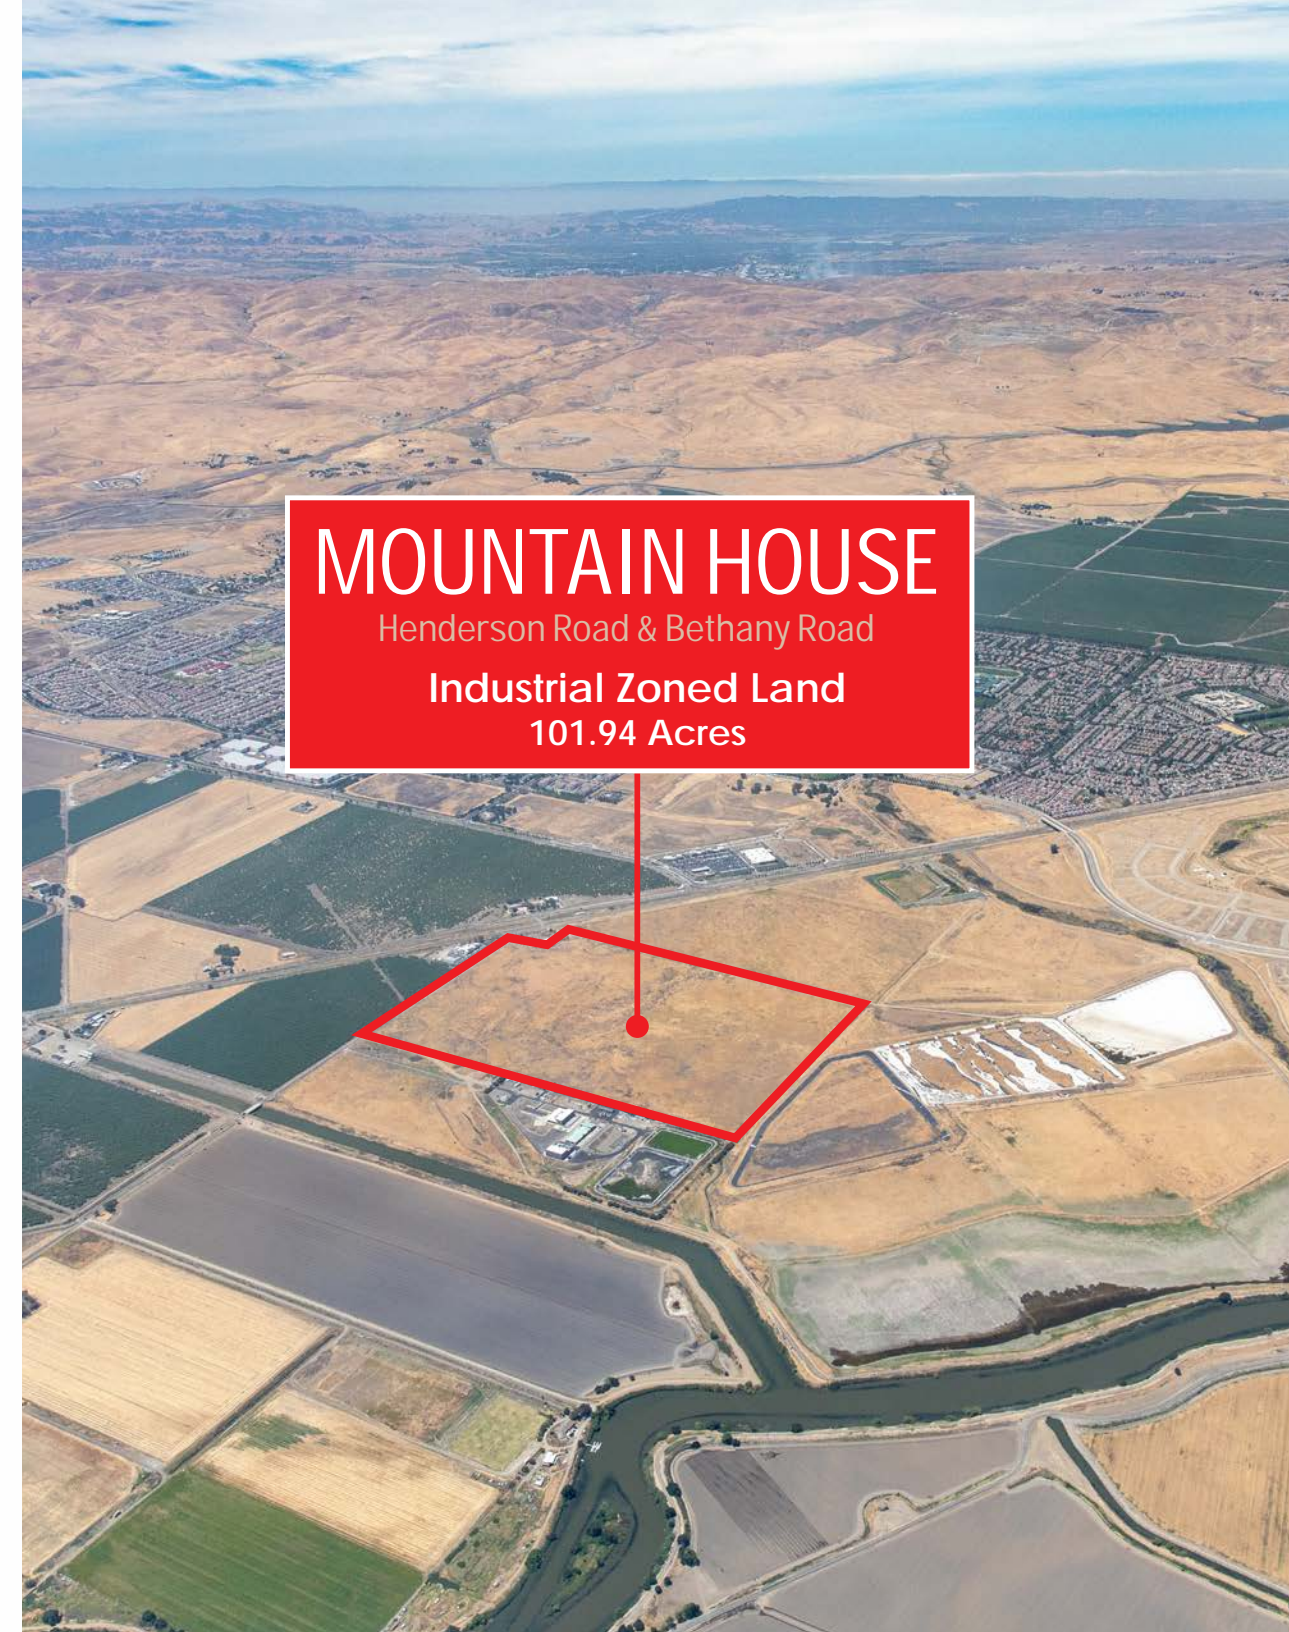 MOUNTAIN HOUSE
Henderson Road & Bethany Road
Industrial Zoned Land
101.94 Acres